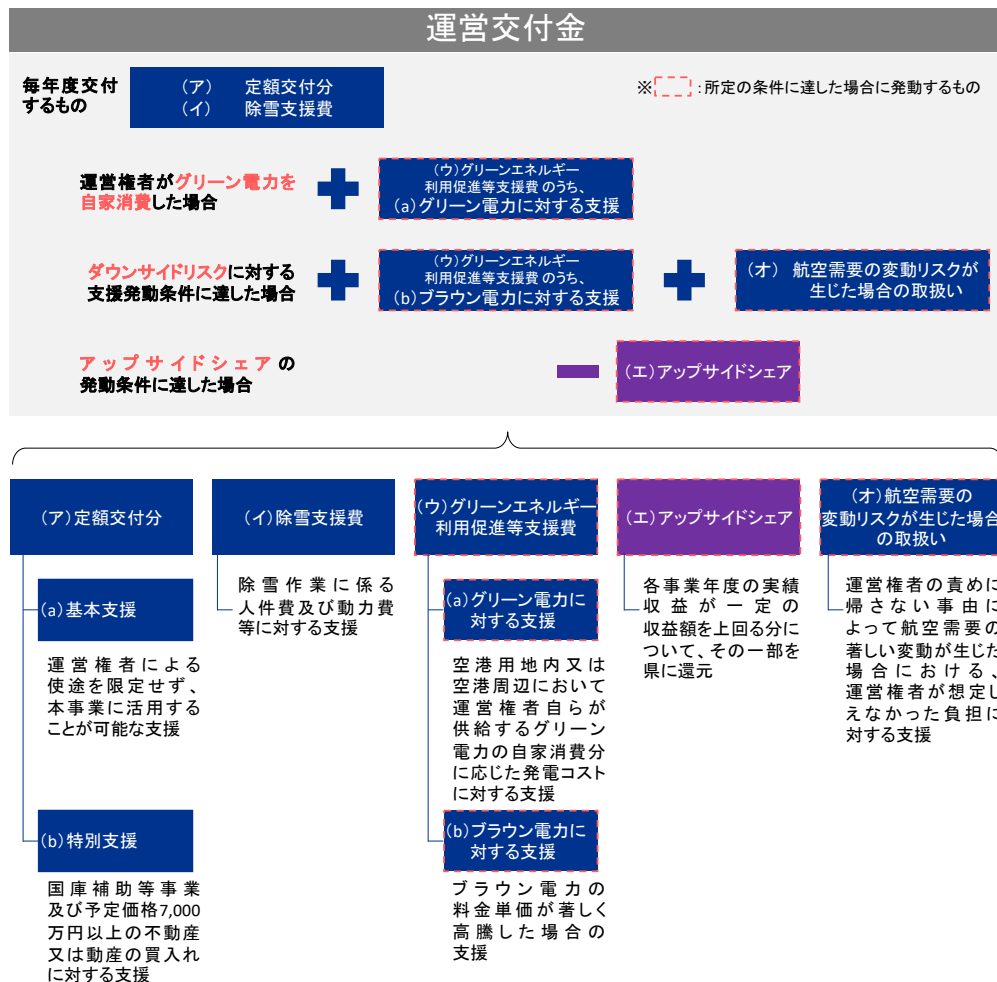 運営交付金
毎年度交付
するもの
（ア）　定額交付分
（イ）　除雪支援費
※　：所定の条件に達した場合に発動するもの
運営権者がグリーン電力を
自家消費した場合
（ウ）グリーンエネルギー
利用促進等支援費のうち、
（a）グリーン電力に対する支援
ダウンサイドリスクに対する
支援発動条件に達した場合
（ウ）グリーンエネルギー
利用促進等支援費のうち、
（b）ブラウン電力に対する支援
（オ）　航空需要の変動リスクが
生じた場合の取扱い
アップサイドシェアの
発動条件に達した場合
（エ）アップサイドシェア
（ア）定額交付分
（a）基本支援
運営権者による
使途を限定せず、
本事業に活用する
ことが可能な支援
（b）特別支援
国庫補助等事業
及び予定価格7,000
万円以上の不動産
又は動産の買入れ
に対する支援
（イ）除雪支援費
除雪作業に係る
人件費及び動力費
等に対する支援
（ウ）グリーンエネルギー
利用促進等支援費
（a）グリーン電力に
対する支援
空港用地内又は
空港周辺において
運営権者自らが
供給するグリーン
電力の自家消費分
に応じた発電コスト
に対する支援
（b）ブラウン電力に
対する支援
ブラウン電力の
料金単価が著しく
高騰した場合の
支援
（エ）アップサイドシェア
各事業年度の実績
収益が一定の
収益額を上回る分に
ついて、その一部を
県に還元
（オ）航空需要の
変動リスクが生じた場合
の取扱い
運営権者の責めに
帰さない事由に
よって航空需要の
著しい変動が生じた
場合における、
運営権者が想定し
えなかった負担に
対する支援